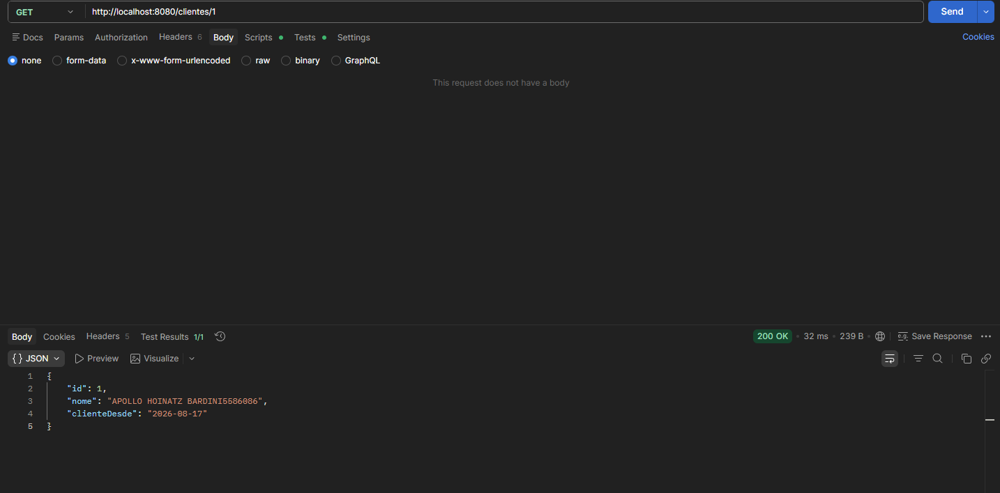 GET http://localhost:8080/clientes/1 Send
Docs Params Authorization Headers 6 Body Scripts Tests Settings Cookies
none form-data x-www-form-urlencoded raw binary GraphQL
This request does not have a body
Body Cookies Headers 5 Test Results 1/1 200 OK • 32 ms • 239 B • e.g. Save Response
{} JSON Preview Visualize
1 {
2 "id": 1,
3 "nome": "APOLLO HOINATZ BARDINI5586086",
4 "clienteDesde": "2026-08-17"
5 }